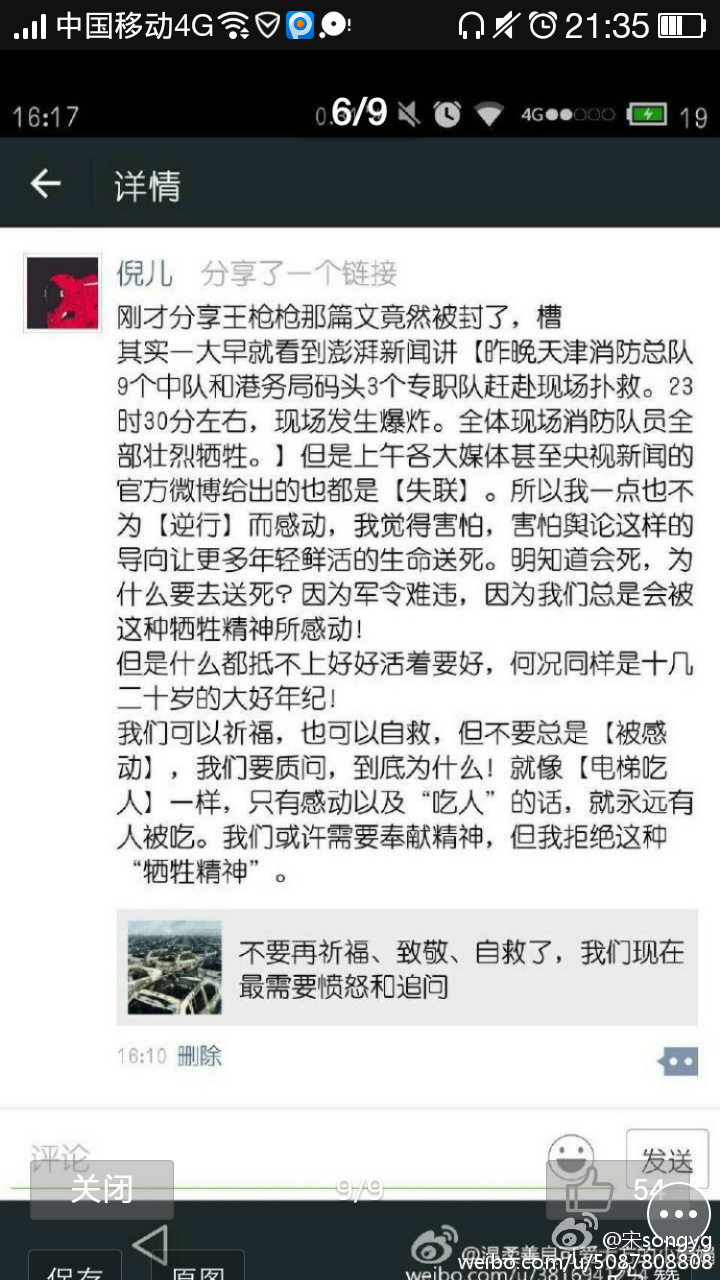 中国移动4G
21:35
16:17
0.
6/9
4G
19
详情
倪儿 分享了一个链接
刚才分享王枪枪那篇文竟然被封了，槽
其实一大早就看到澎湃新闻讲【昨晚天津消防总队
9个中队和港务局码头3个专职队赶赴现场扑救。23
时30分左右，现场发生爆炸。全体现场消防队员全
部壮烈牺牲。】但是上午各大媒体甚至央视新闻的
官方微博给出的也都是【失联】。所以我一点也不
为【逆行】而感动，我觉得害怕，害怕舆论这样的
导向让更多年轻鲜活的生命送死。明知道会死，为
什么要去送死？因为军令难违，因为我们总是会被
这种牺牲精神所感动！
但是什么都抵不上好好活着要好，何况同样是十几
二十岁的大好年纪！
我们可以祈福，也可以自救，但不要总是【被感
动】，我们要质问，到底为什么！就像【电梯吃
人】一样，只有感动以及“吃人”的话，就永远有
人被吃。我们或许需要奉献精神，但我拒绝这种
“牺牲精神”。
不要再祈福、致敬、自救了，我们现在
最需要愤怒和追问
16:10 删除
评论
发送
关闭
9/9
54
@宋songyg
weibo.com/u/5087808808
保存
原图